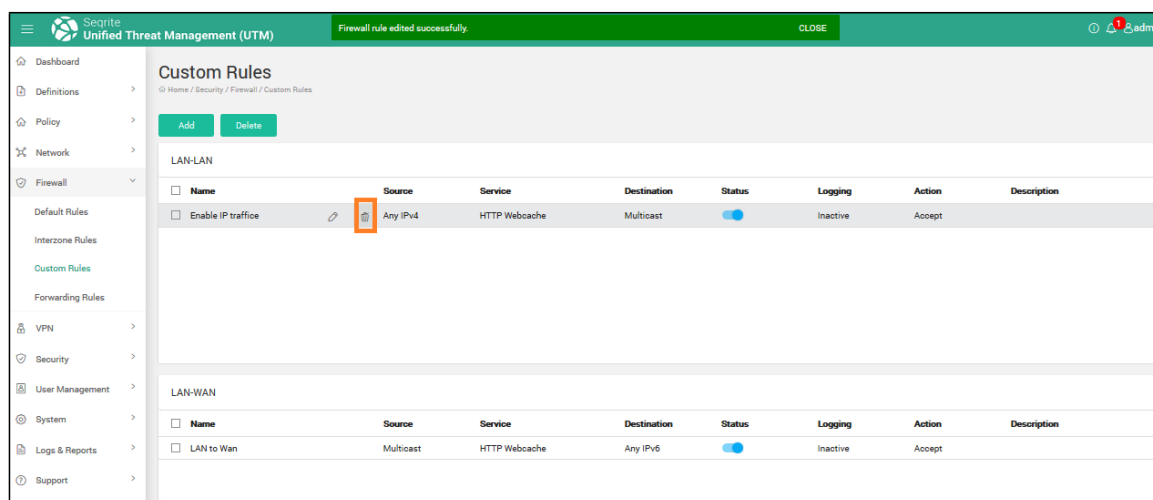 Seqrite
Unified Threat Management (UTM)
Firewall rule edited successfully.
CLOSE
1
adm
Dashboard
Definitions
Policy
Network
Firewall
Default Rules
Interzone Rules
Custom Rules
Forwarding Rules
VPN
Security
User Management
System
Logs & Reports
Support
Custom Rules
Home / Security / Firewall / Custom Rules
Add Delete
LAN-LAN
Name Source Service Destination Status Logging Action Description
Enable IP traffice Any IPv4 HTTP Webcache Multicast Inactive Accept
LAN-WAN
Name Source Service Destination Status Logging Action Description
LAN to Wan Multicast HTTP Webcache Any IPv6 Inactive Accept